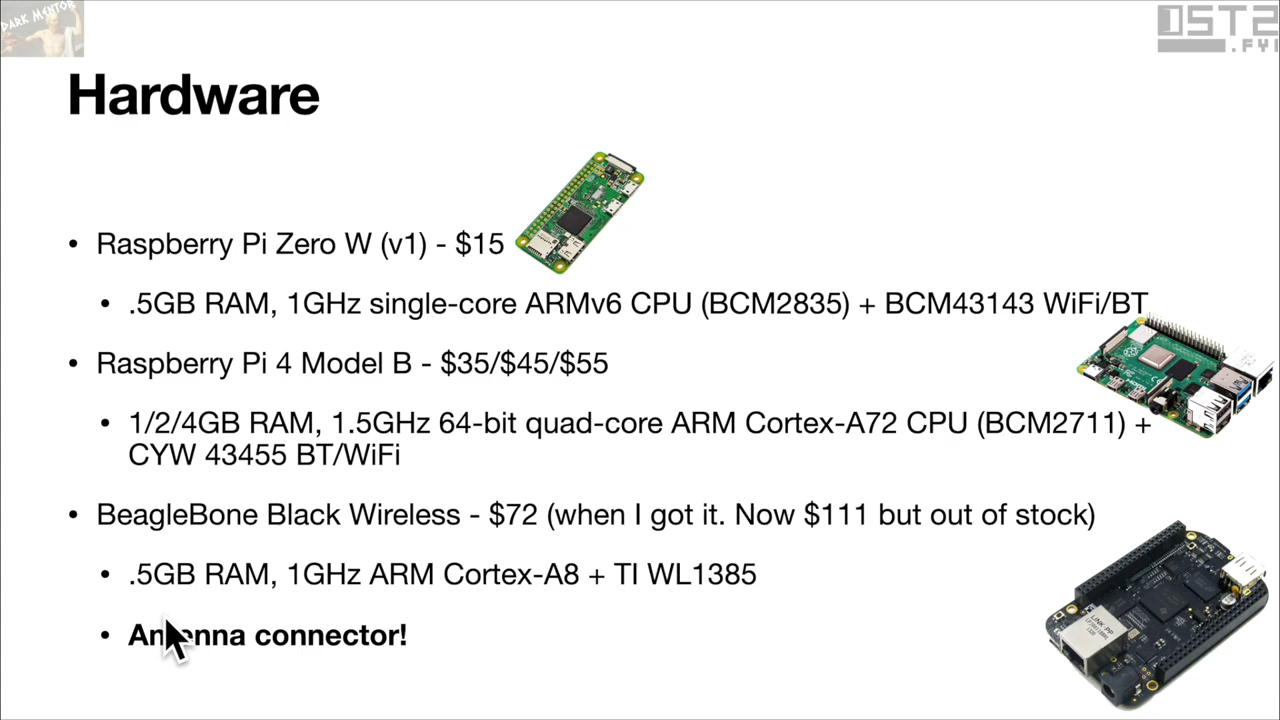 DARK MENTOR
OST2
.FYI
Hardware
• Raspberry Pi Zero W (v1) - $15
• .5GB RAM, 1GHz single-core ARMv6 CPU (BCM2835) + BCM43143 WiFi/BT
• Raspberry Pi 4 Model B - $35/$45/$55
• 1/2/4GB RAM, 1.5GHz 64-bit quad-core ARM Cortex-A72 CPU (BCM2711) +
CYW 43455 BT/WiFi
• BeagleBone Black Wireless - $72 (when I got it. Now $111 but out of stock)
• .5GB RAM, 1GHz ARM Cortex-A8 + TI WL1385
• Antenna connector!
LINK-PP